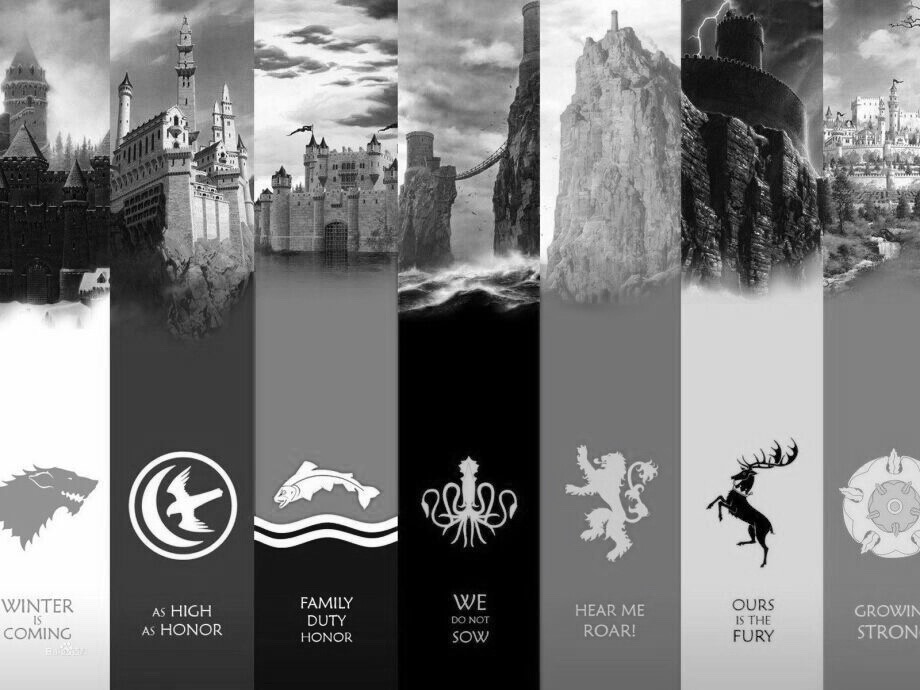 WINTER
IS
COMING
AS HIGH
AS HONOR
FAMILY
DUTY
HONOR
WE
DO NOT
SOW
HEAR ME
ROAR!
OURS
IS THE
FURY
GROWIN
STRON